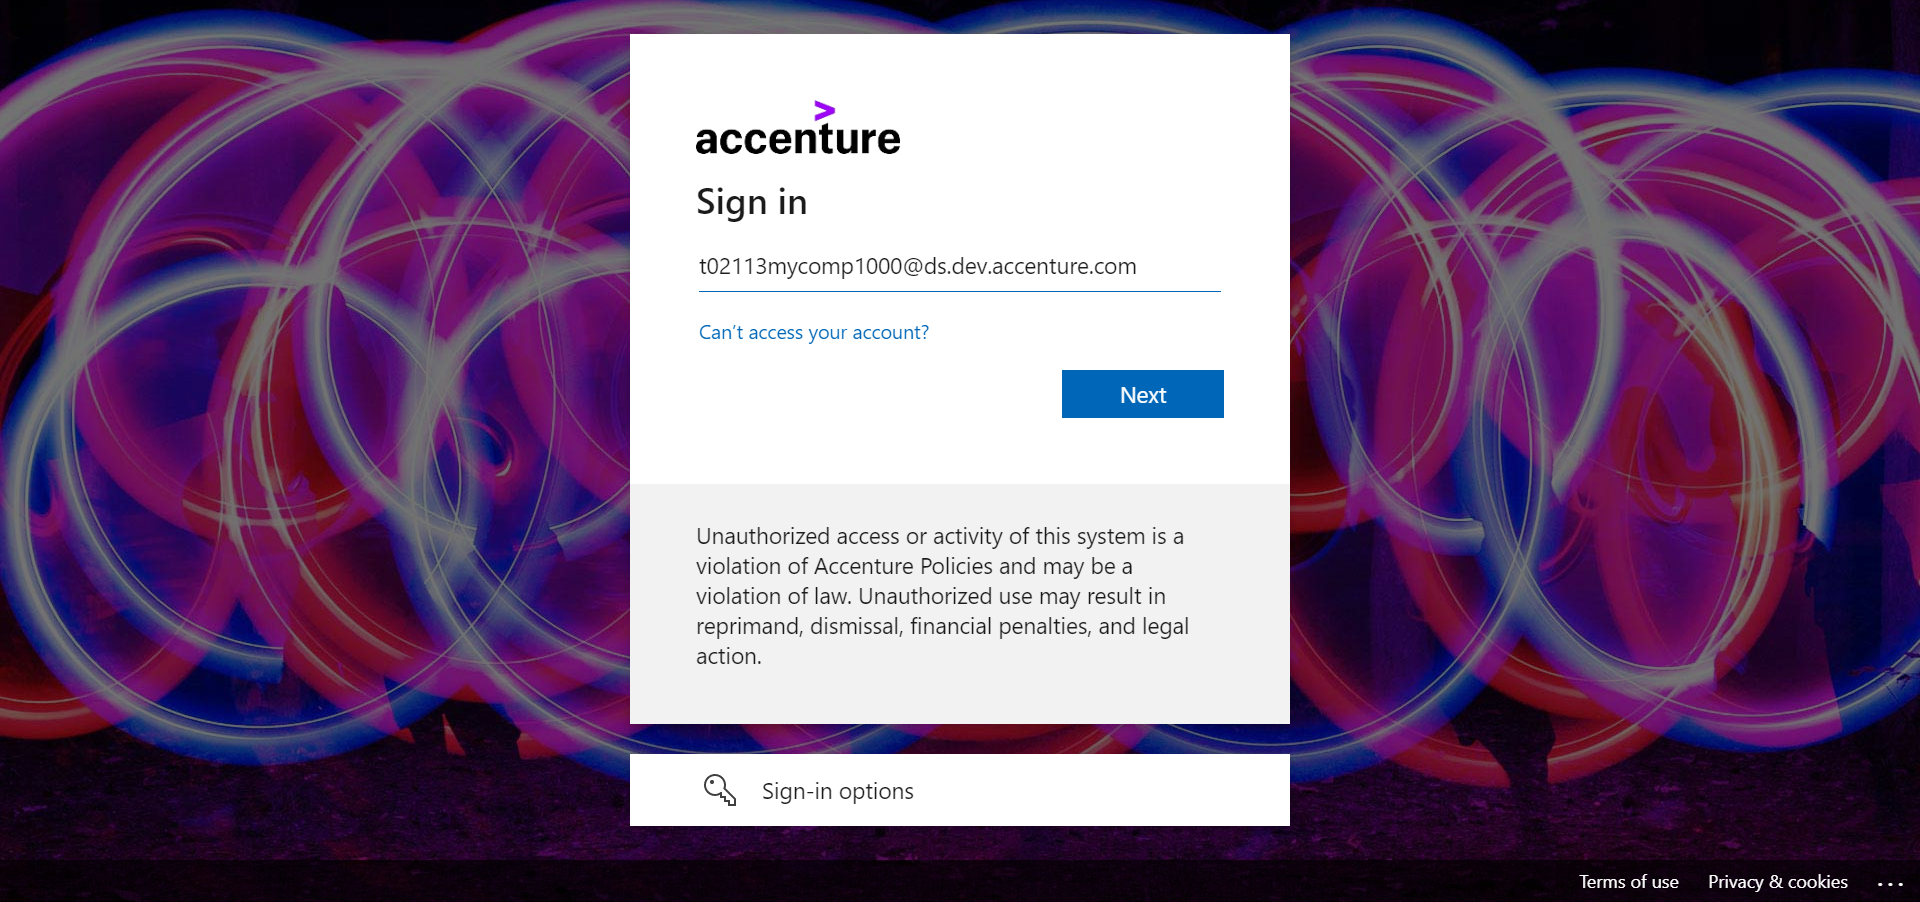 accenture
Sign in
t02113mycomp1000@ds.dev.accenture.com
Can't access your account?
Next
Unauthorized access or activity of this system is a
violation of Accenture Policies and may be a
violation of law. Unauthorized use may result in
reprimand, dismissal, financial penalties, and legal
action.
Sign-in options
Terms of use Privacy & cookies ...